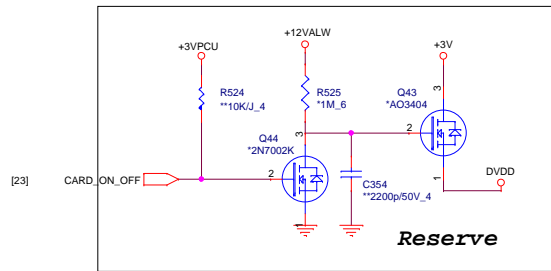 +3VPCU
+12VALW
+3V
R524
**10K/J_4
R525
*1M_6
Q43
*AO3404
3
2
1
Q44
*2N7002K
3
2
1
[23]
CARD_ON_OFF
C354
**2200p/50V_4
DVDD
Reserve